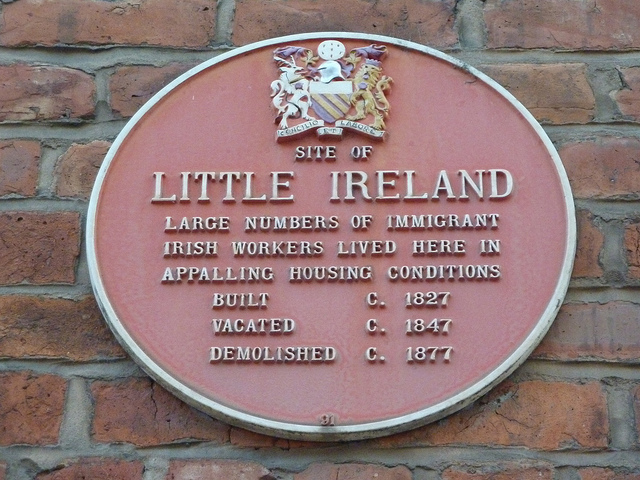 CONCILIO ET LABORE
SITE OF
LITTLE IRELAND
LARGE NUMBERS OF IMMIGRANT
IRISH WORKERS LIVED HERE IN
APPALLING HOUSING CONDITIONS
BUILT C. 1827
VACATED C. 1847
DEMOLISHED C. 1877
91